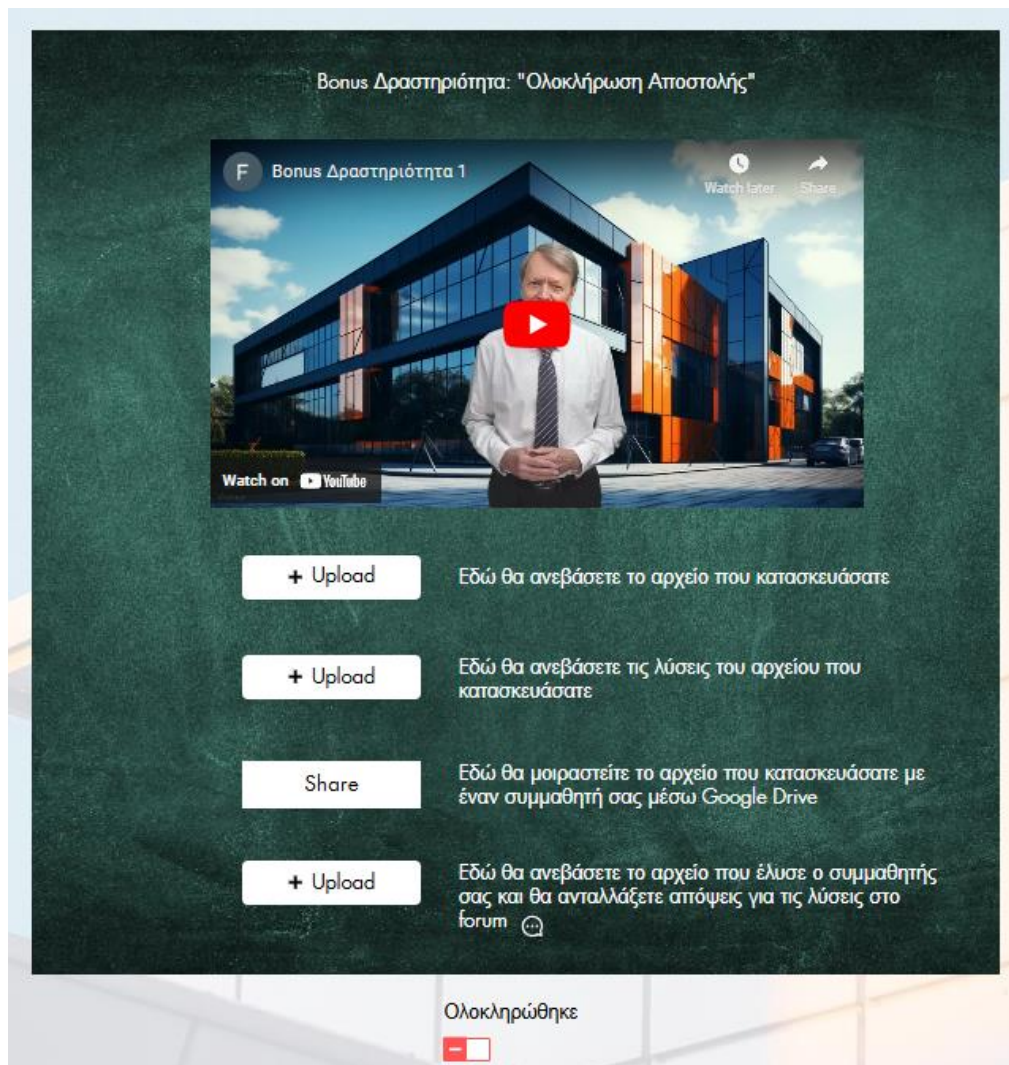 Bonus Δραστηριότητα: "Ολοκλήρωση Αποστολής"
F Bonus Δραστηριότητα 1
Watch later Share
Watch on YouTube
+ Upload Εδώ θα ανεβάσετε το αρχείο που κατασκευάσατε
+ Upload Εδώ θα ανεβάσετε τις λύσεις του αρχείου που
κατασκευάσατε
Share Εδώ θα μοιραστείτε το αρχείο που κατασκευάσατε με
έναν συμμαθητή σας μέσω Google Drive
+ Upload Εδώ θα ανεβάσετε το αρχείο που έλυσε ο συμμαθητής
σας και θα ανταλλάξετε απόψεις για τις λύσεις στο
forum
Ολοκληρώθηκε